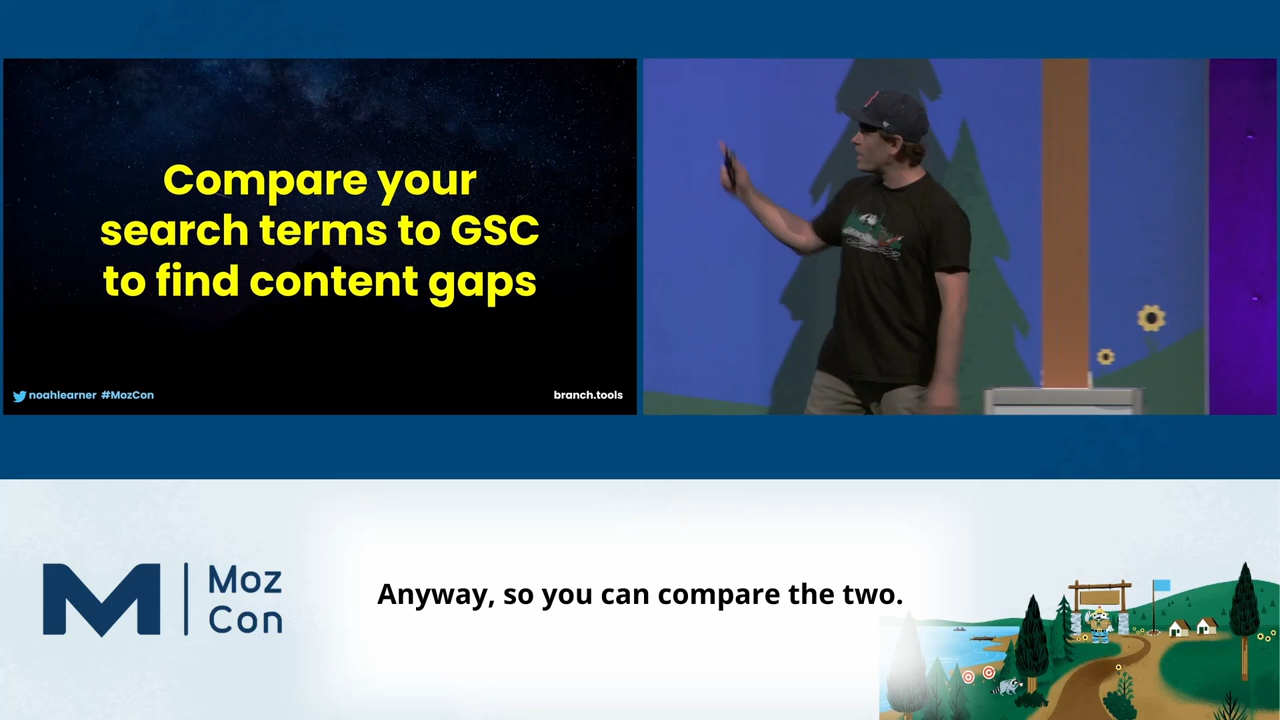 Compare your
search terms to GSC
to find content gaps
noahlearner #MozCon
branch.tools
Moz
Con
Anyway, so you can compare the two.